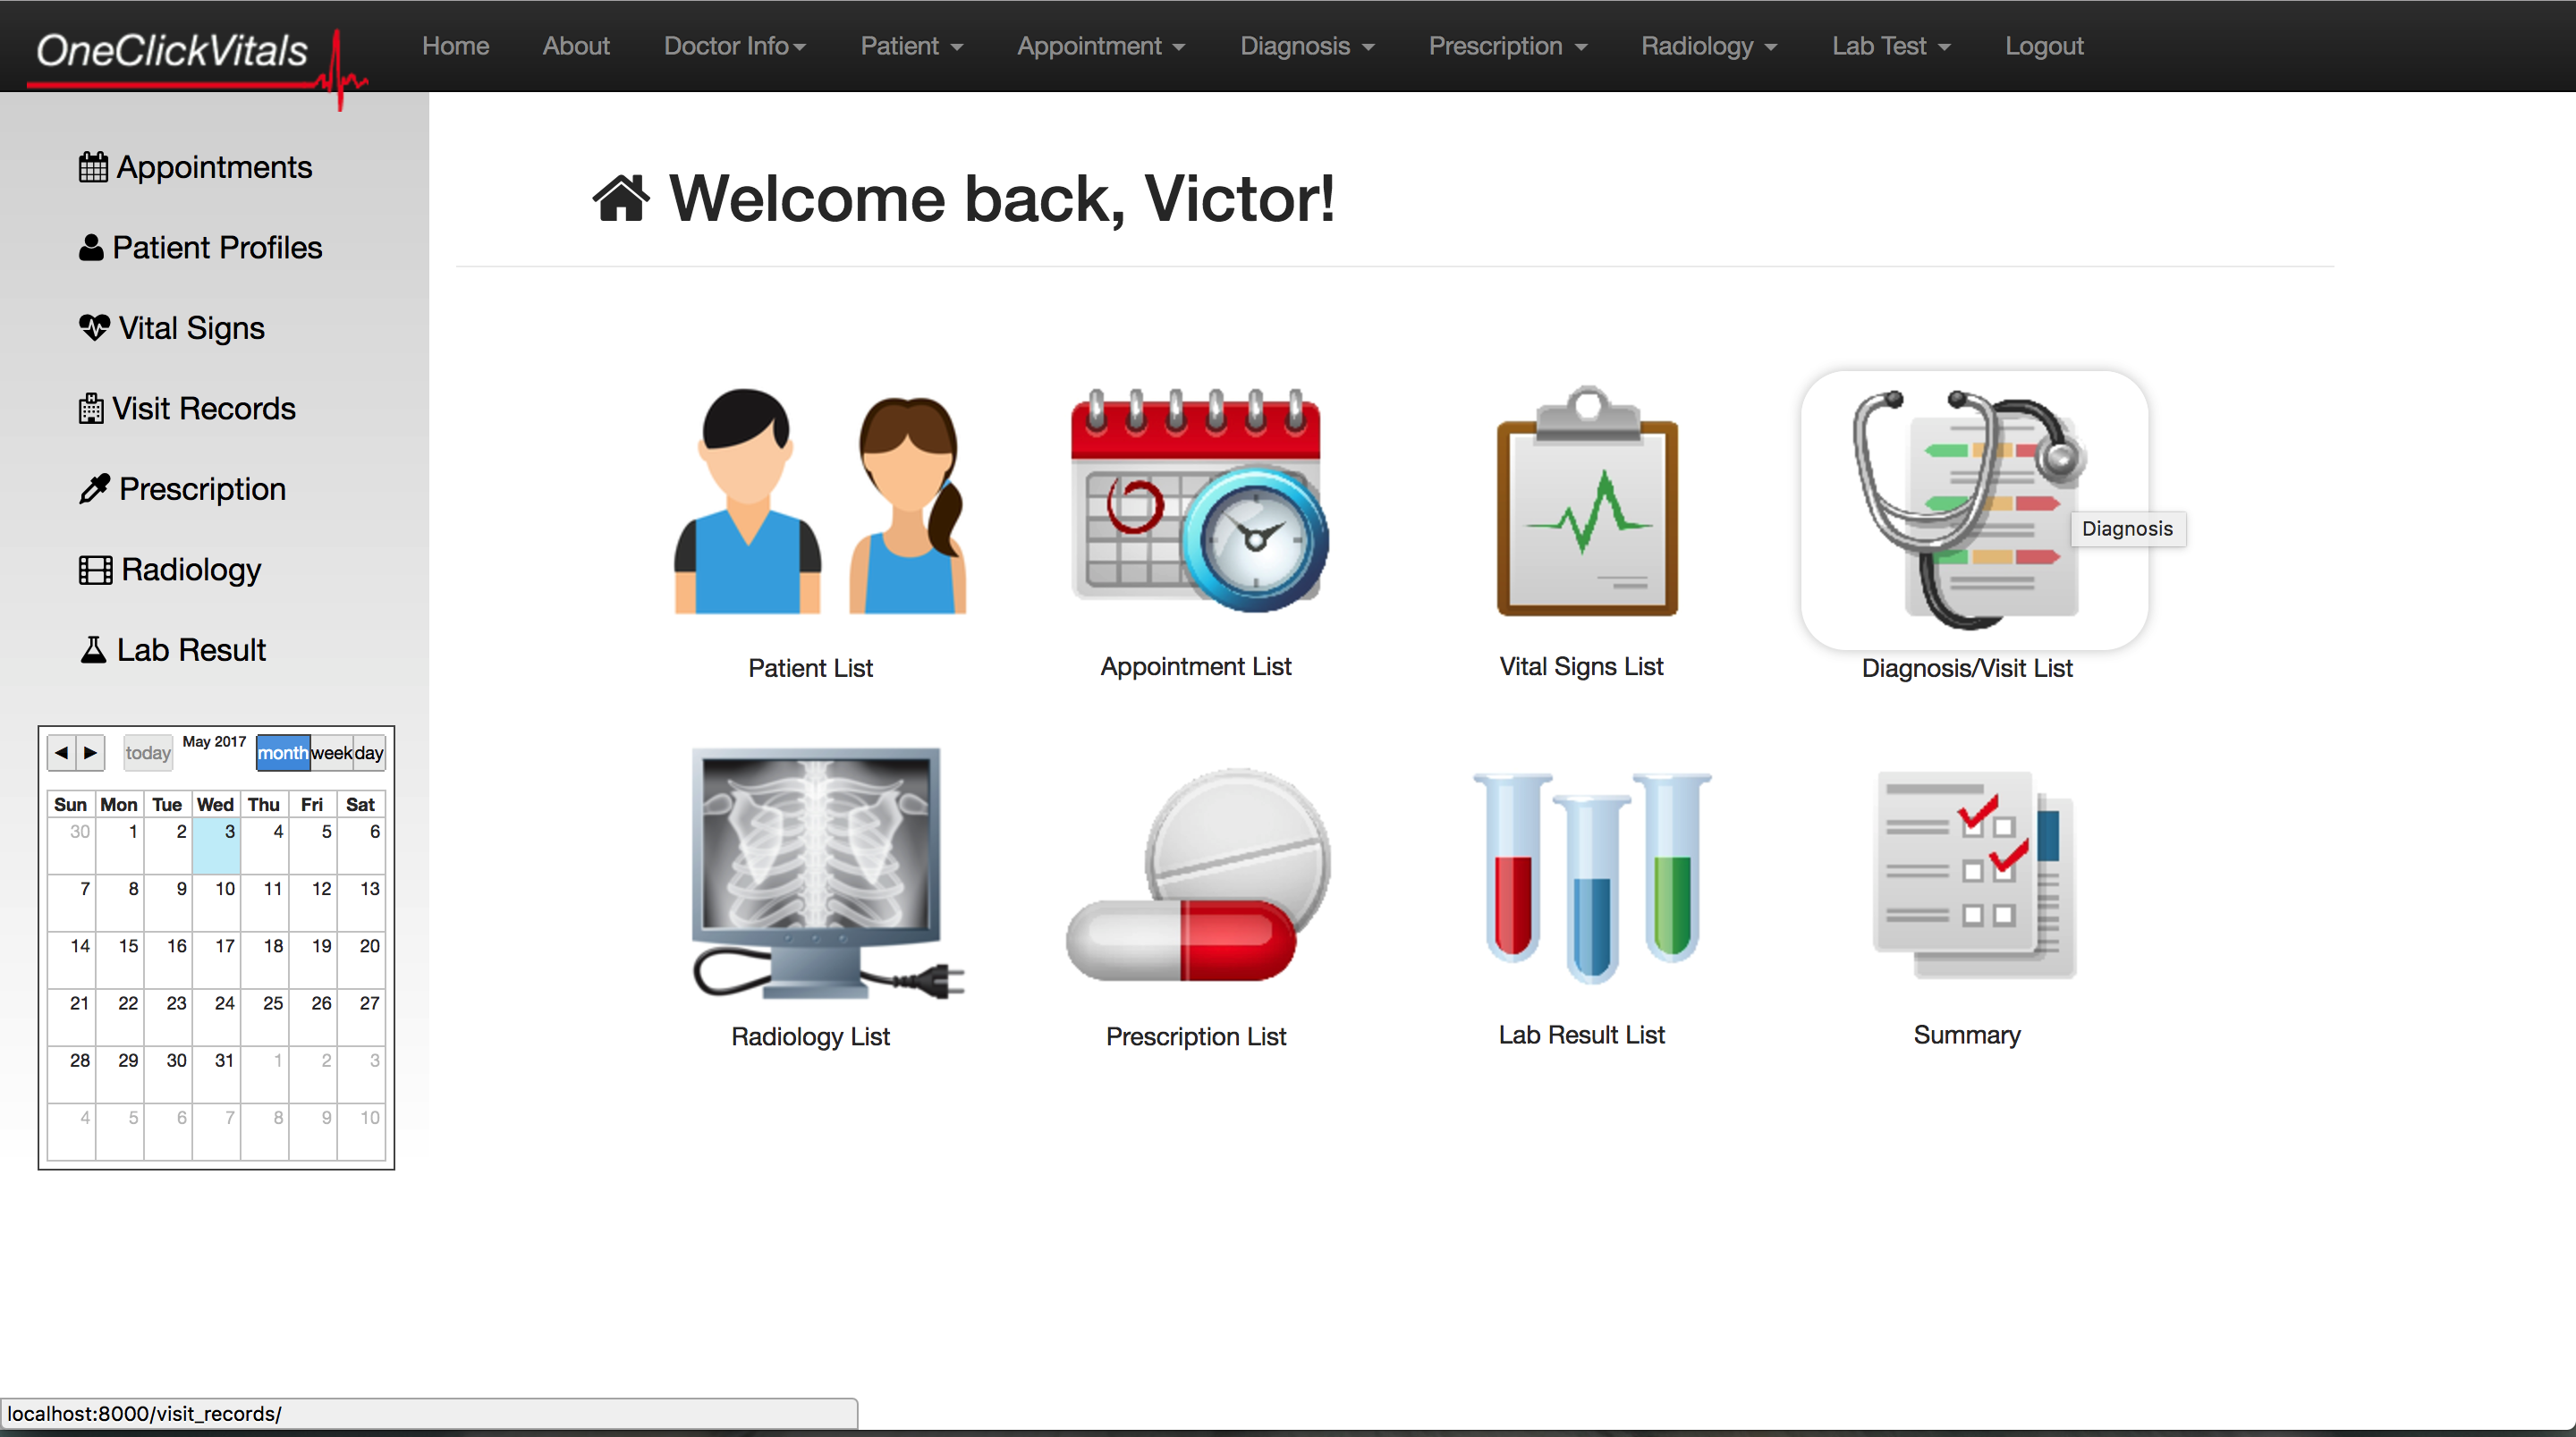 OneClickVitals
Home About Doctor Info Patient Appointment Diagnosis Prescription Radiology Lab Test Logout
Appointments
Patient Profiles
Vital Signs
Visit Records
Prescription
Radiology
Lab Result
today May 2017 month week day
Sun Mon Tue Wed Thu Fri Sat
30 1 2 3 4 5 6
7 8 9 10 11 12 13
14 15 16 17 18 19 20
21 22 23 24 25 26 27
28 29 30 31 1 2 3
4 5 6 7 8 9 10
Welcome back, Victor!
Diagnosis
Patient List Appointment List Vital Signs List Diagnosis/Visit List
Radiology List Prescription List Lab Result List Summary
localhost:8000/visit_records/